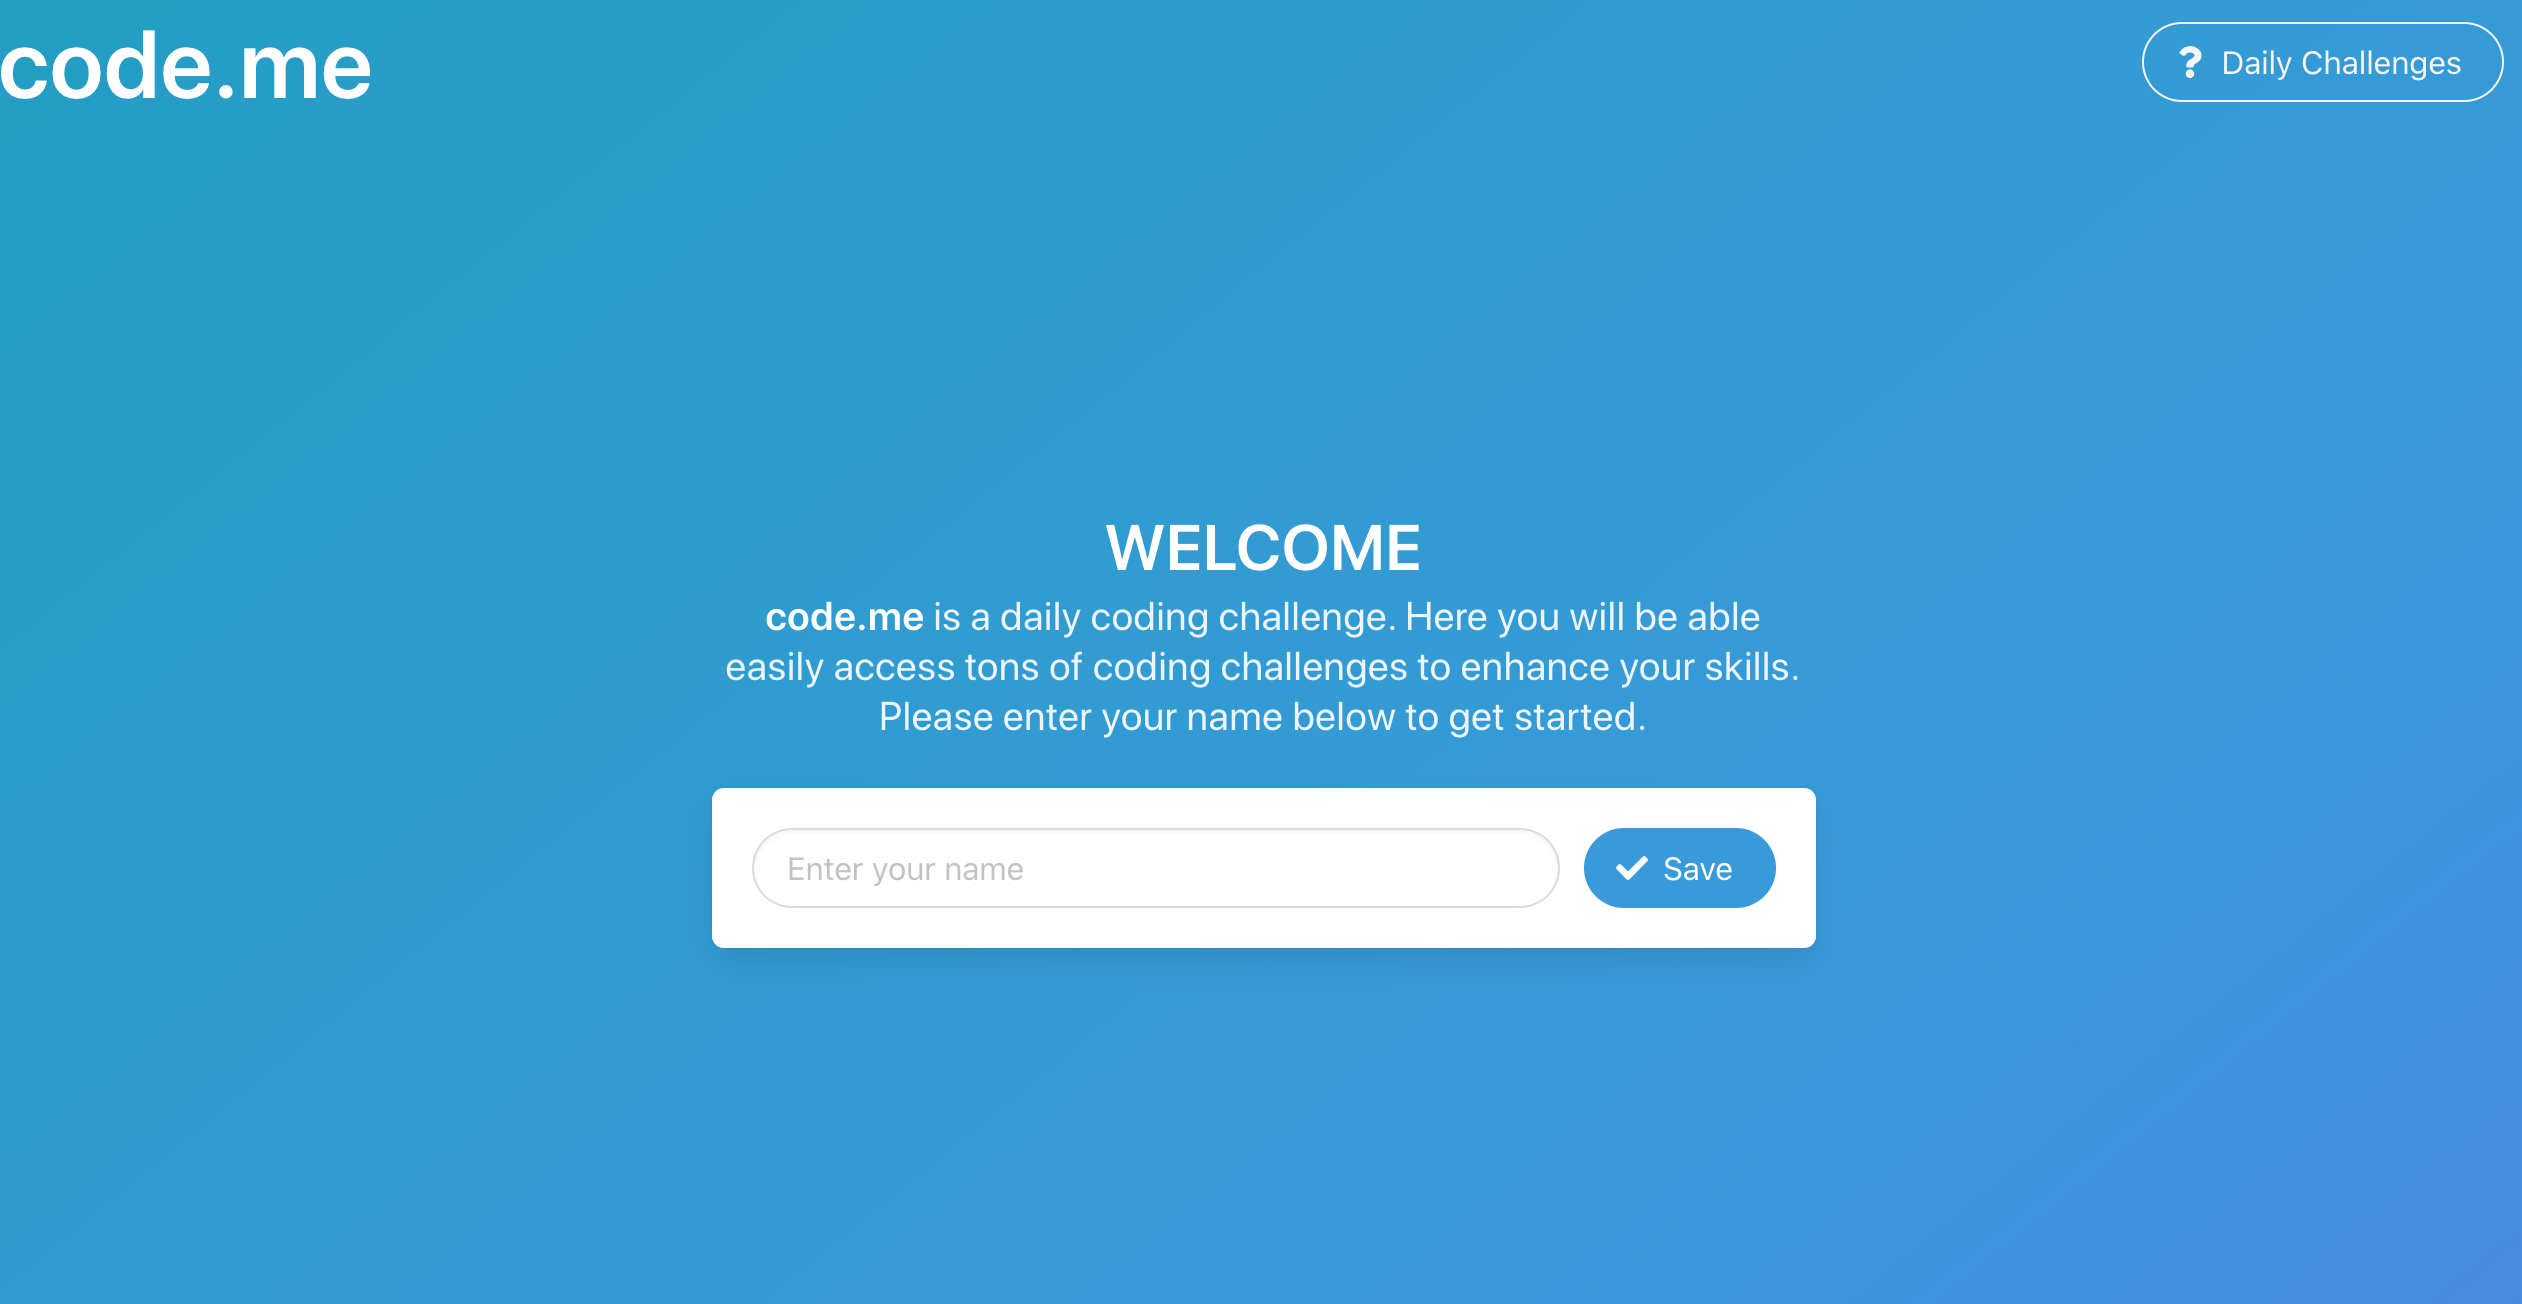 code.me
Daily Challenges
WELCOME
code.me is a daily coding challenge. Here you will be able
easily access tons of coding challenges to enhance your skills.
Please enter your name below to get started.
Enter your name
Save